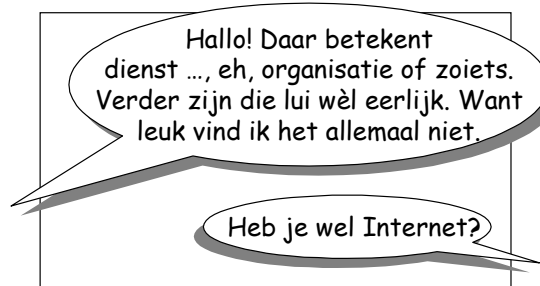 Hallo! Daar betekent
dienst ..., eh, organisatie of zoiets.
Verder zijn die lui wèl eerlijk. Want
leuk vind ik het allemaal niet.
Heb je wel Internet?